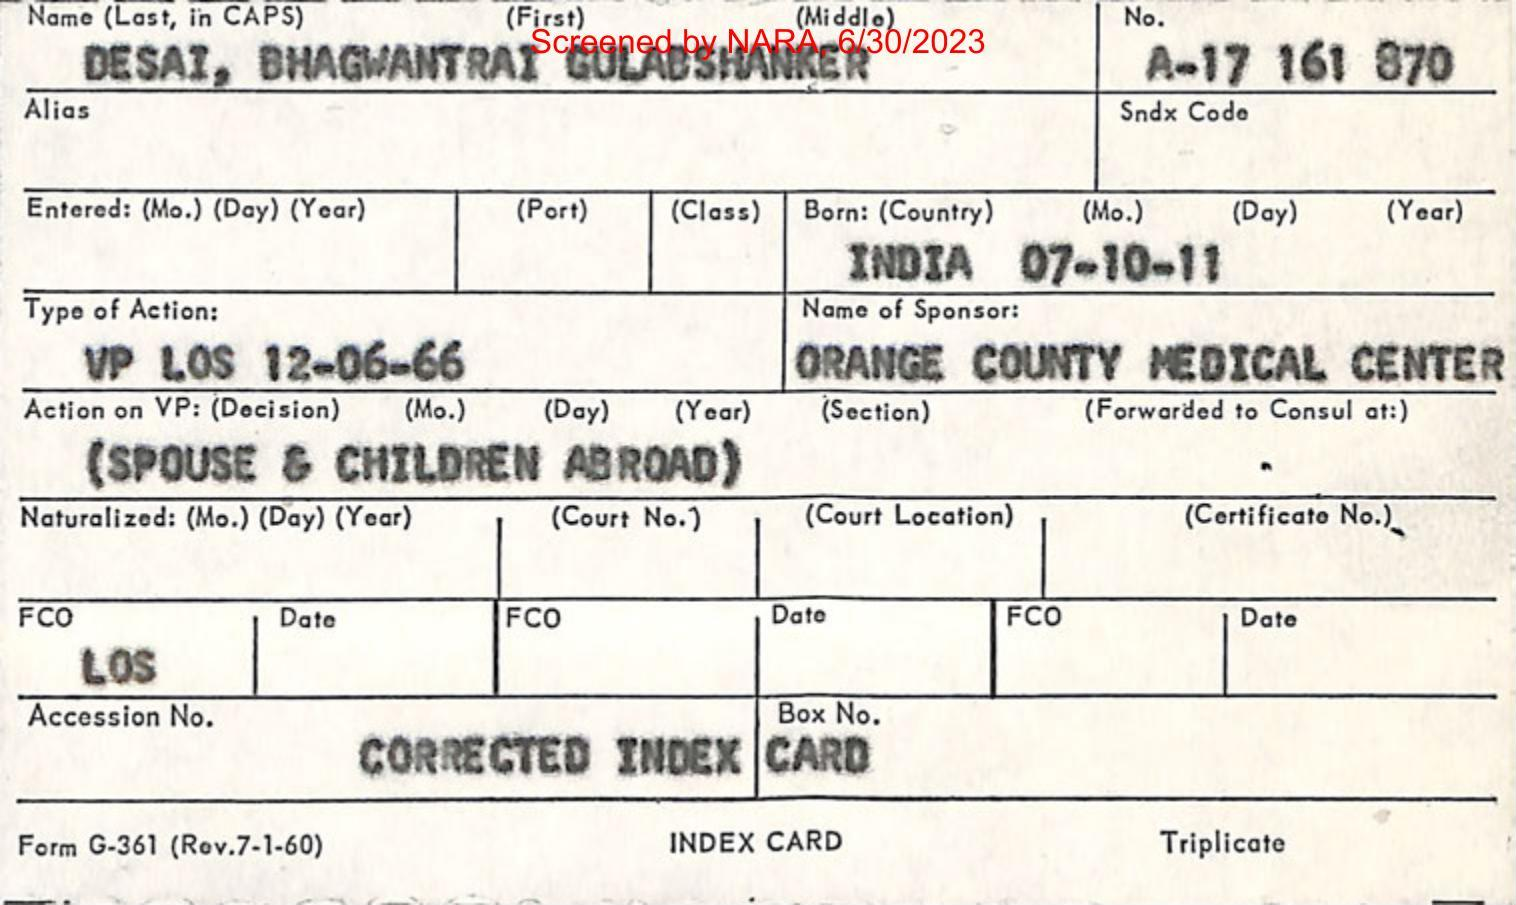 Name (Last, in CAPS) (First) (Middle) No.
Screened by NARA, 6/30/2023
DESAI, BHAGWANTRAI GULABSHANKER A-17 161 870
Alias Sndx Code
Entered: (Mo.) (Day) (Year) (Port) (Class) Born: (Country) (Mo.) (Day) (Year)
INDIA 07-10-11
Type of Action: Name of Sponsor:
VP LOS 12-06-66 ORANGE COUNTY MEDICAL CENTER
Action on VP: (Decision) (Mo.) (Day) (Year) (Section) (Forwarded to Consul at:)
(SPOUSE & CHILDREN ABROAD)
Naturalized: (Mo.) (Day) (Year) (Court No.) (Court Location) (Certificate No.)
FCO Date FCO Date FCO Date
LOS
Accession No. Box No.
CORRECTED INDEX CARD
Form G-361 (Rev.7-1-60) INDEX CARD Triplicate